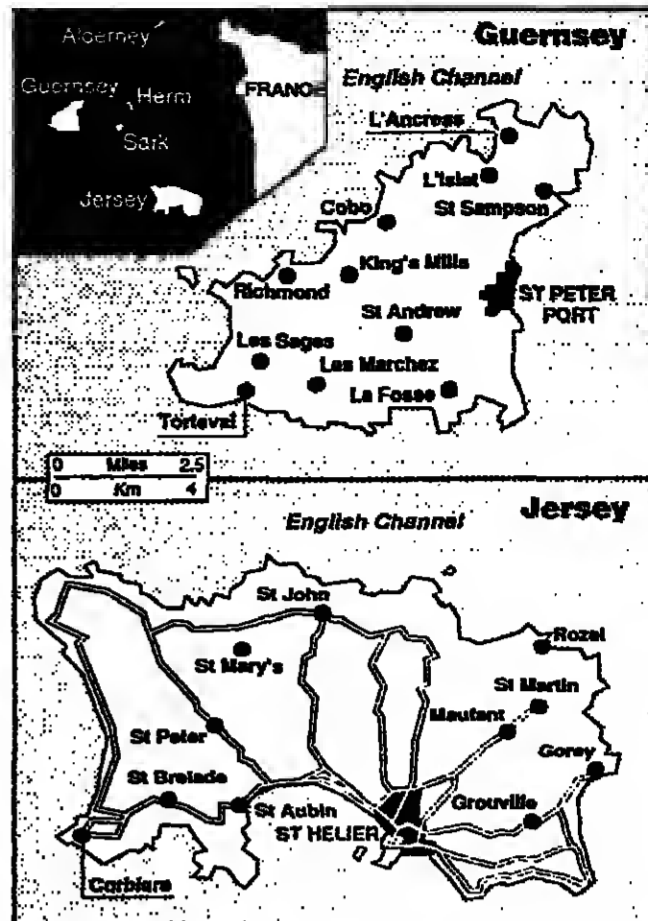 Alderney
Guernsey
Herm
Sark
Jersey
FRANCE
Guernsey
English Channel
L'Ancress
L'Islet
St Sampson
Cobo
King's Mills
Richmond
ST PETER
PORT
St Andrew
Les Sages
Les Marchez
La Fosse
Torteval
0 Miles 2.5
0 Km 4
Jersey
English Channel
St John
Rozel
St Mary's
St Martin
Mautant
St Peter
Gorey
St Brelade
St Aubin
Grouville
ST HELIER
Corbiere